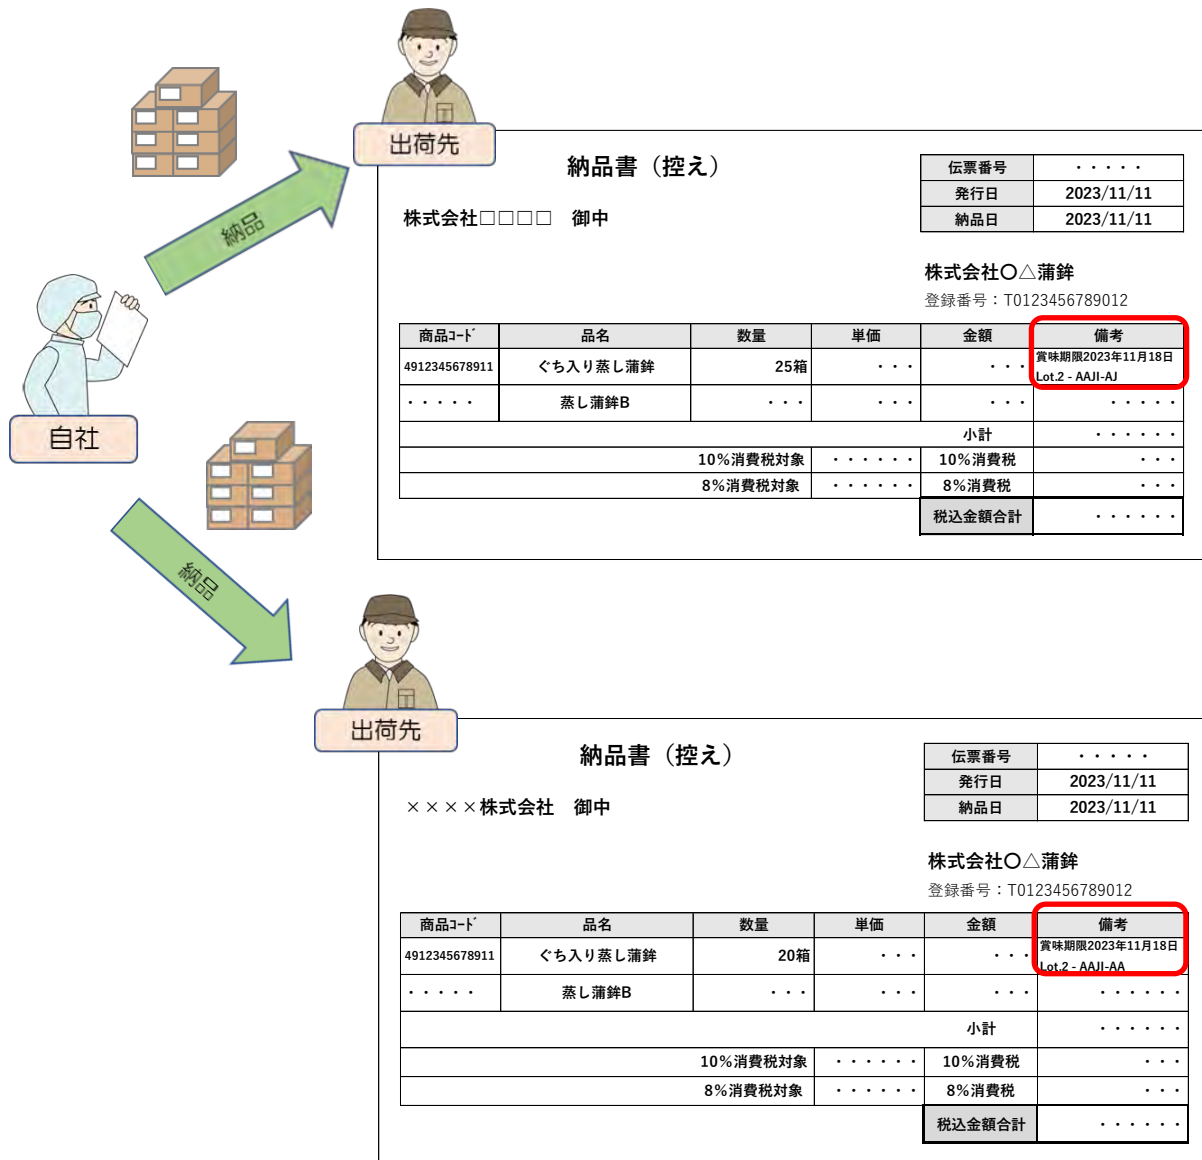 出荷先
納品
自社
納品書（控え）
伝票番号 ・・・・・
発行日 2023/11/11
納品日 2023/11/11
株式会社□□□□ 御中
株式会社〇△蒲鉾
登録番号：T0123456789012
商品ｺｰﾄﾞ 品名 数量 単価 金額 備考
4912345678911 ぐち入り蒸し蒲鉾 25箱 ・・・ ・・・ 賞味期限2023年11月18日
Lot.2 - AAJI-AJ
・・・・・ 蒸し蒲鉾B ・・・ ・・・ ・・・ ・・・・・
小計 ・・・・・・
10%消費税対象 ・・・・・・ 10%消費税 ・・・
8%消費税対象 ・・・・・・ 8%消費税 ・・・
税込金額合計 ・・・・・・
納品
出荷先
納品書（控え）
伝票番号 ・・・・・
発行日 2023/11/11
納品日 2023/11/11
××××株式会社 御中
株式会社〇△蒲鉾
登録番号：T0123456789012
商品ｺｰﾄﾞ 品名 数量 単価 金額 備考
4912345678911 ぐち入り蒸し蒲鉾 20箱 ・・・ ・・・ 賞味期限2023年11月18日
Lot.2 - AAJI-AA
・・・・・ 蒸し蒲鉾B ・・・ ・・・ ・・・ ・・・・・・
小計 ・・・・・・
10%消費税対象 ・・・・・・ 10%消費税 ・・・
8%消費税対象 ・・・・・・ 8%消費税 ・・・
税込金額合計 ・・・・・・